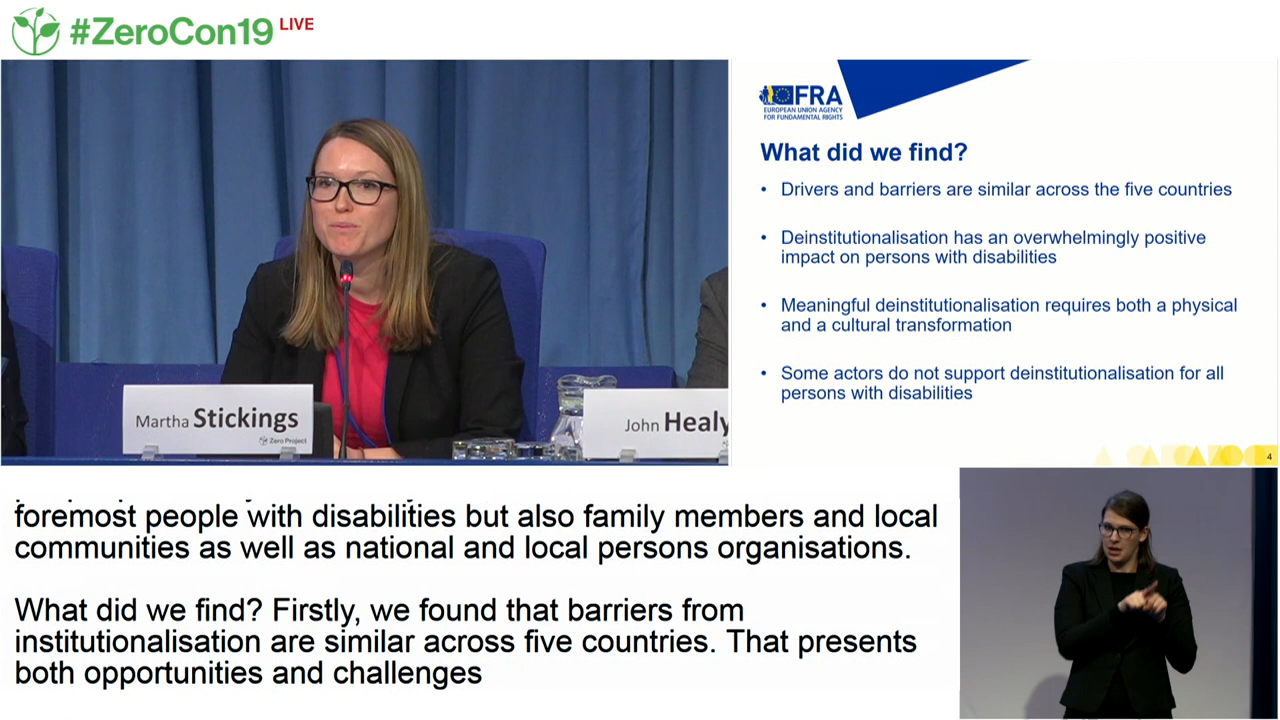 #ZeroCon19 LIVE
FRA
EUROPEAN UNION AGENCY
FOR FUNDAMENTAL RIGHTS
What did we find?
• Drivers and barriers are similar across the five countries
• Deinstitutionalisation has an overwhelmingly positive
impact on persons with disabilities
• Meaningful deinstitutionalisation requires both a physical
and a cultural transformation
• Some actors do not support deinstitutionalisation for all
persons with disabilities
4
Martha Stickings
Zero Project
John Healy
foremost people with disabilities but also family members and local
communities as well as national and local persons organisations.
What did we find? Firstly, we found that barriers from
institutionalisation are similar across five countries. That presents
both opportunities and challenges